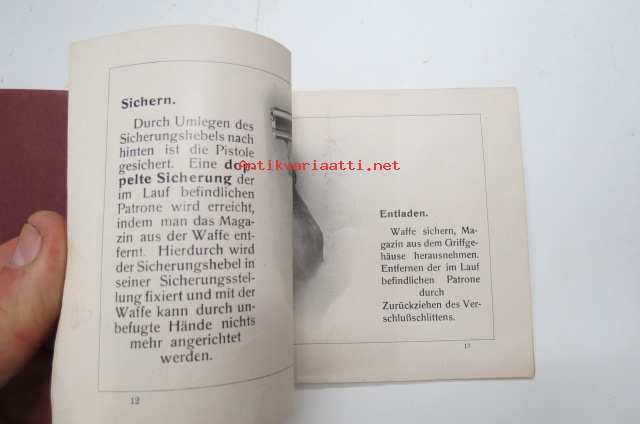 Sichern.
Durch Umlegen des
Sicherungshebels nach
hinten ist die Pistole
gesichert. Eine dop-
pelte Sicherung der
im Lauf befindlichen
Patrone wird erreicht,
indem man das Maga-
zin aus der Waffe ent-
fernt. Hierdurch wird
der Sicherungshebel in
seiner Sicherungsstel-
lung fixiert und mit der
Waffe kann durch un-
befugte Hände nichts
mehr angerichtet
werden.
12
Antikvariaatti.net
Entladen.
Waffe sichern, Ma-
gazin aus dem Griffge-
häuse herausnehmen.
Entfernen der im Lauf
befindlichen Patrone
durch
Zurückziehen des Ver-
schlußschlittens.
13